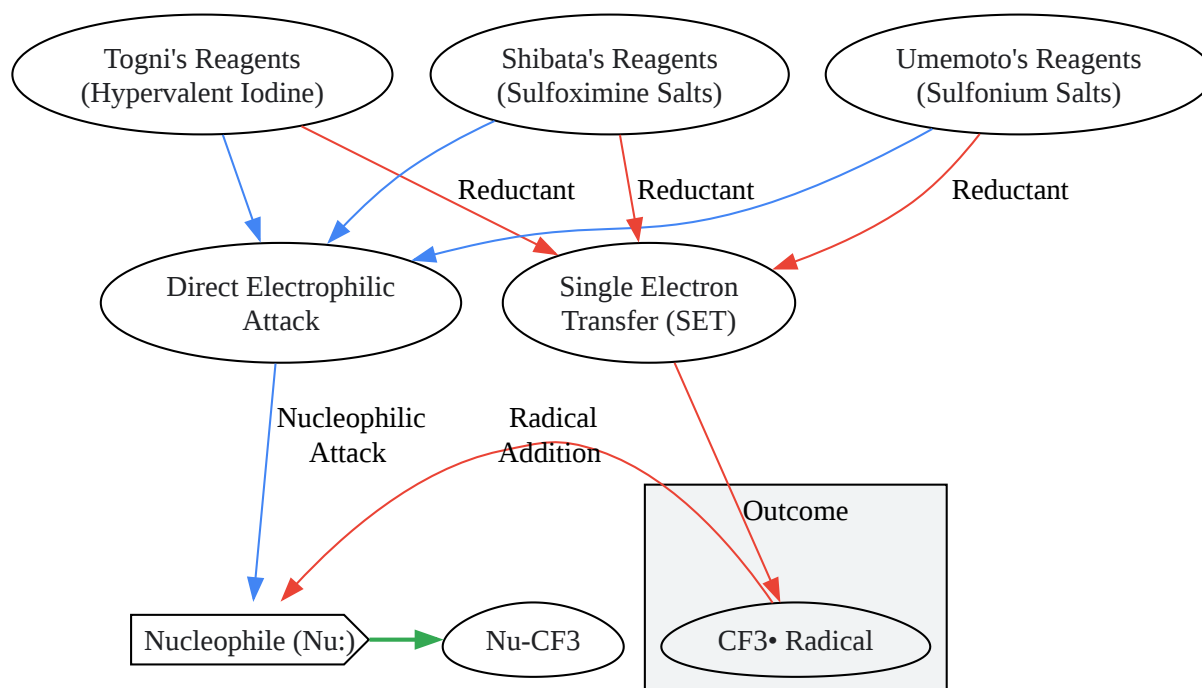 Togni's Reagents
(Hypervalent Iodine)
Shibata's Reagents
(Sulfoximine Salts)
Umemoto's Reagents
(Sulfonium Salts)
Reductant
Reductant
Reductant
Direct Electrophilic
Attack
Single Electron
Transfer (SET)
Nucleophilic
Attack
Radical
Addition
Outcome
Nucleophile (Nu:)
Nu-CF3
CF3• Radical